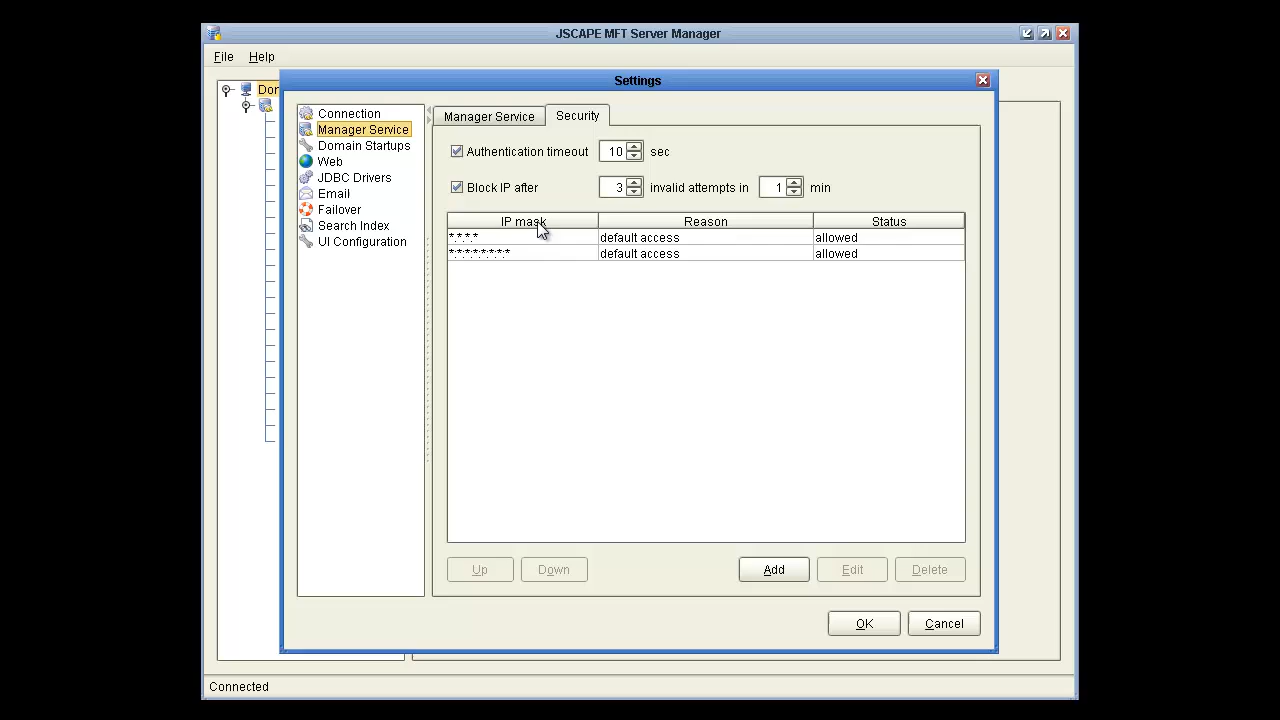 JSCAPE MFT Server Manager
File Help
Settings
Connection
Manager Service
Domain Startups
Web
JDBC Drivers
Email
Failover
Search Index
UI Configuration
Manager Service Security
Authentication timeout 10 sec
Block IP after 3 invalid attempts in 1 min
IP mask Reason Status
*.*.*.* default access allowed
*:*:*:*:*:*:*:* default access allowed
Up Down Add Edit Delete
OK Cancel
Connected